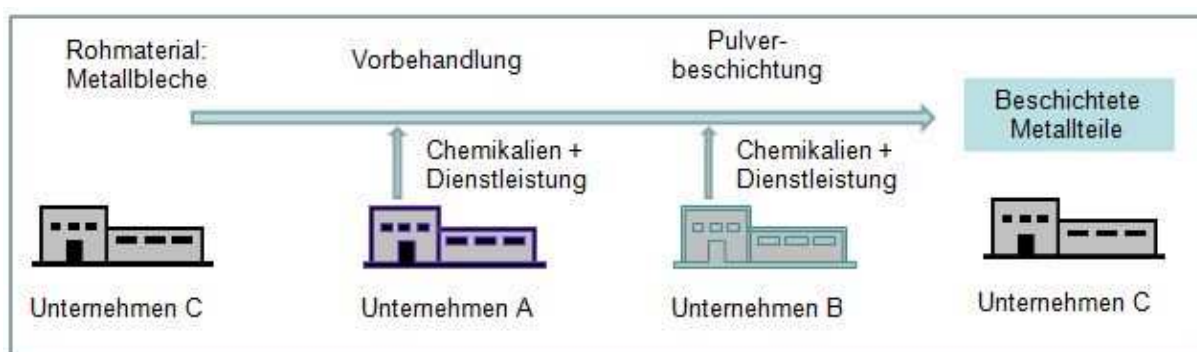 Rohmaterial:
Metallbleche
Vorbehandlung
Pulver-
beschichtung
Beschichtete
Metallteile
Chemikalien +
Dienstleistung
Chemikalien +
Dienstleistung
Unternehmen C
Unternehmen A
Unternehmen B
Unternehmen C